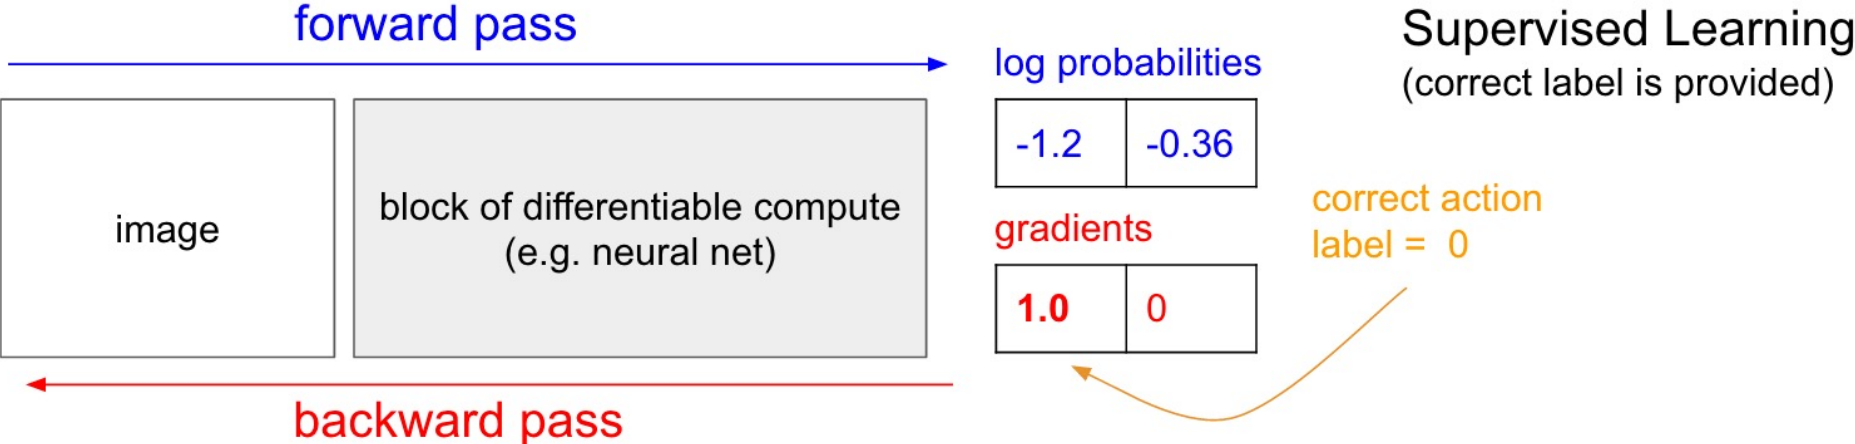 forward pass
Supervised Learning
(correct label is provided)
log probabilities
-1.2 -0.36
image
block of differentiable compute
(e.g. neural net)
correct action
label = 0
gradients
1.0 0
backward pass